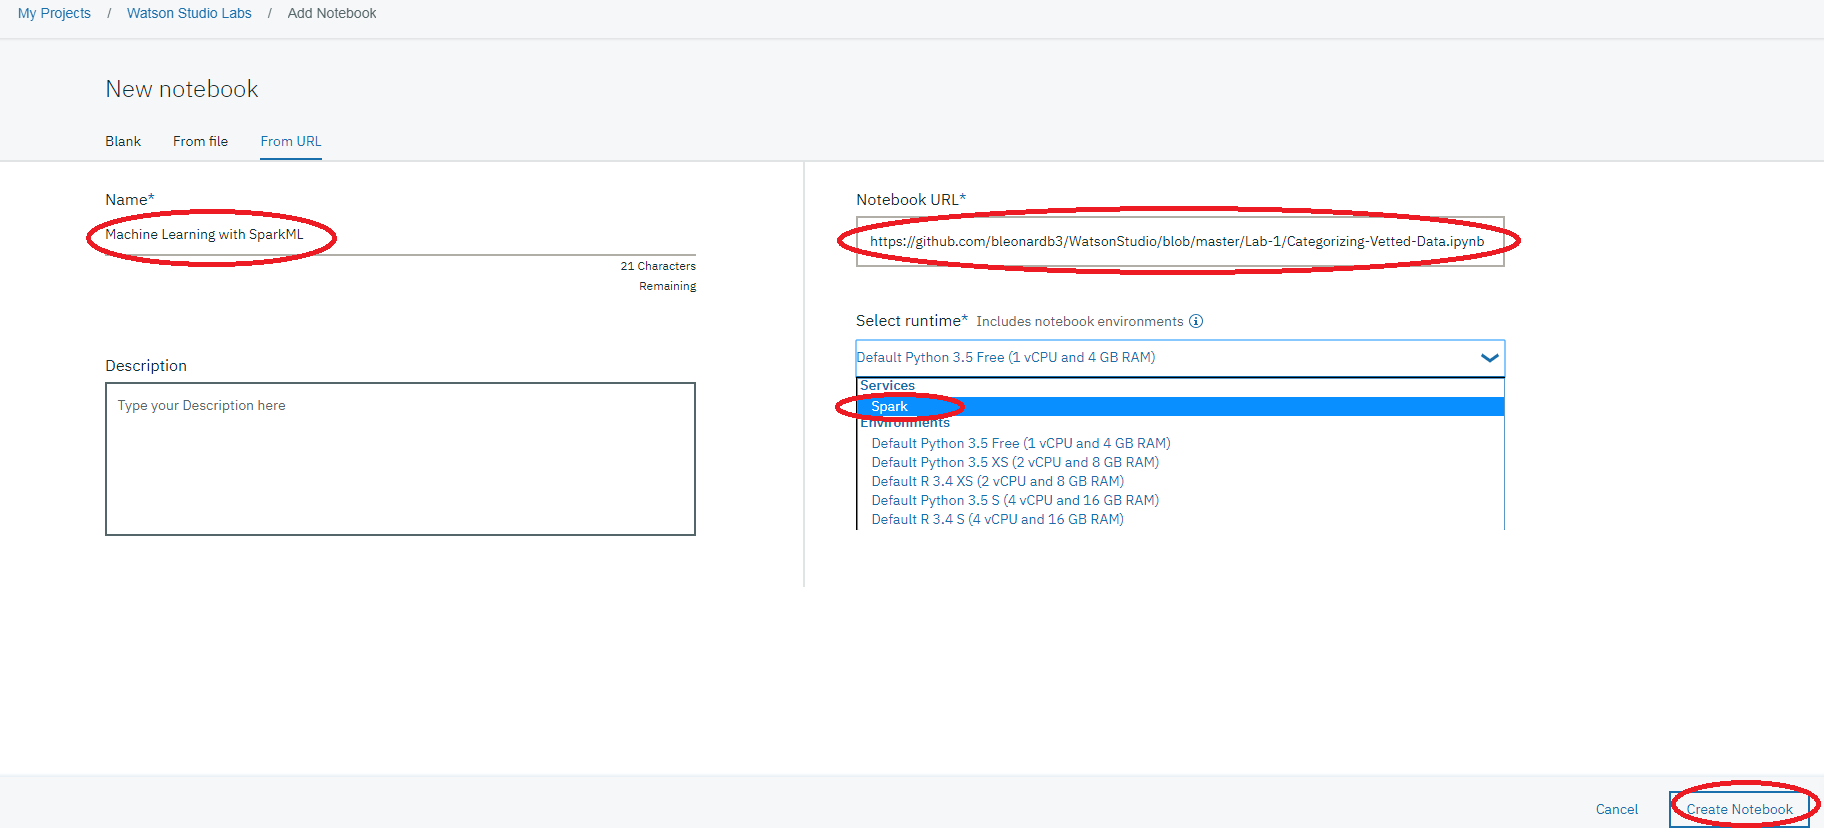 My Projects / Watson Studio Labs / Add Notebook
New notebook
Blank From file From URL
Name*
Machine Learning with SparkML
21 Characters
Remaining
Description
Type your Description here
Notebook URL*
https://github.com/bleonardb3/WatsonStudio/blob/master/Lab-1/Categorizing-Vetted-Data.ipynb
Select runtime* Includes notebook environments
Default Python 3.5 Free (1 vCPU and 4 GB RAM)
Services
Spark
Environments
Default Python 3.5 Free (1 vCPU and 4 GB RAM)
Default Python 3.5 XS (2 vCPU and 8 GB RAM)
Default R 3.4 XS (2 vCPU and 8 GB RAM)
Default Python 3.5 S (4 vCPU and 16 GB RAM)
Default R 3.4 S (4 vCPU and 16 GB RAM)
Cancel Create Notebook